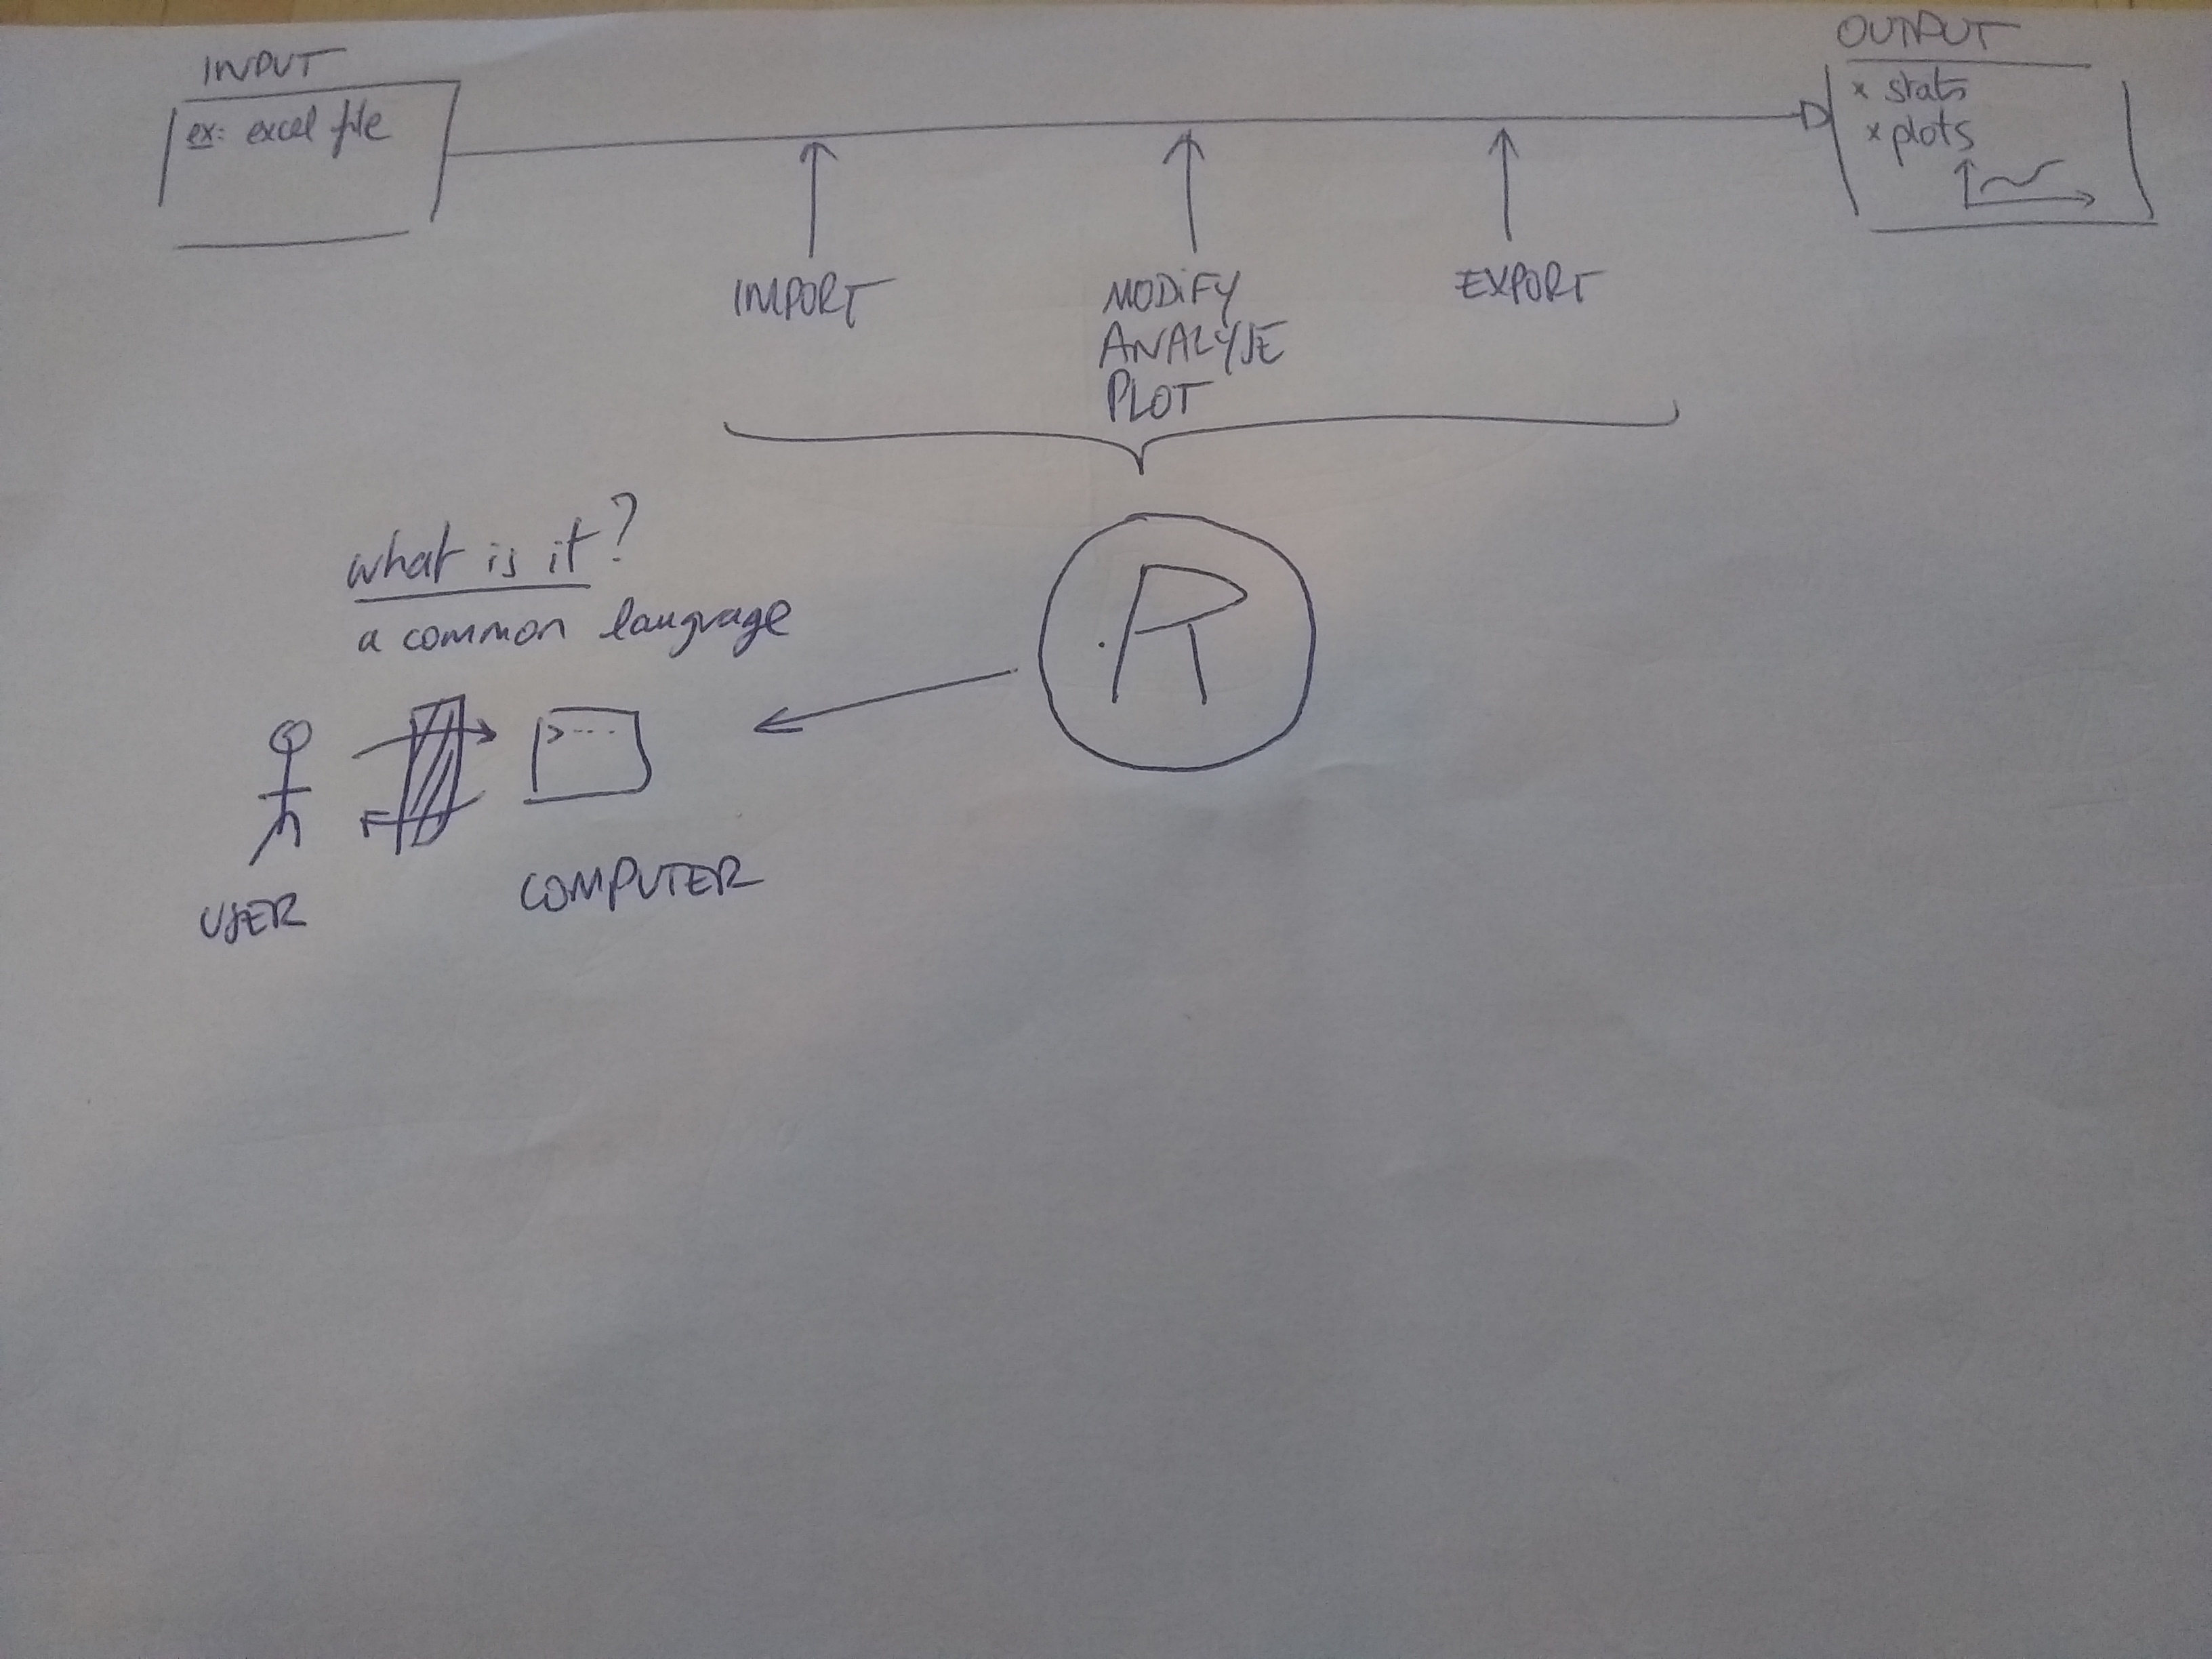 INPUT
ex: excel file
OUTPUT
x stats
x plots
IMPORT
MODIFY
ANALYSE
PLOT
EXPORT
R
what is it?
a common language
>---
USER
COMPUTER